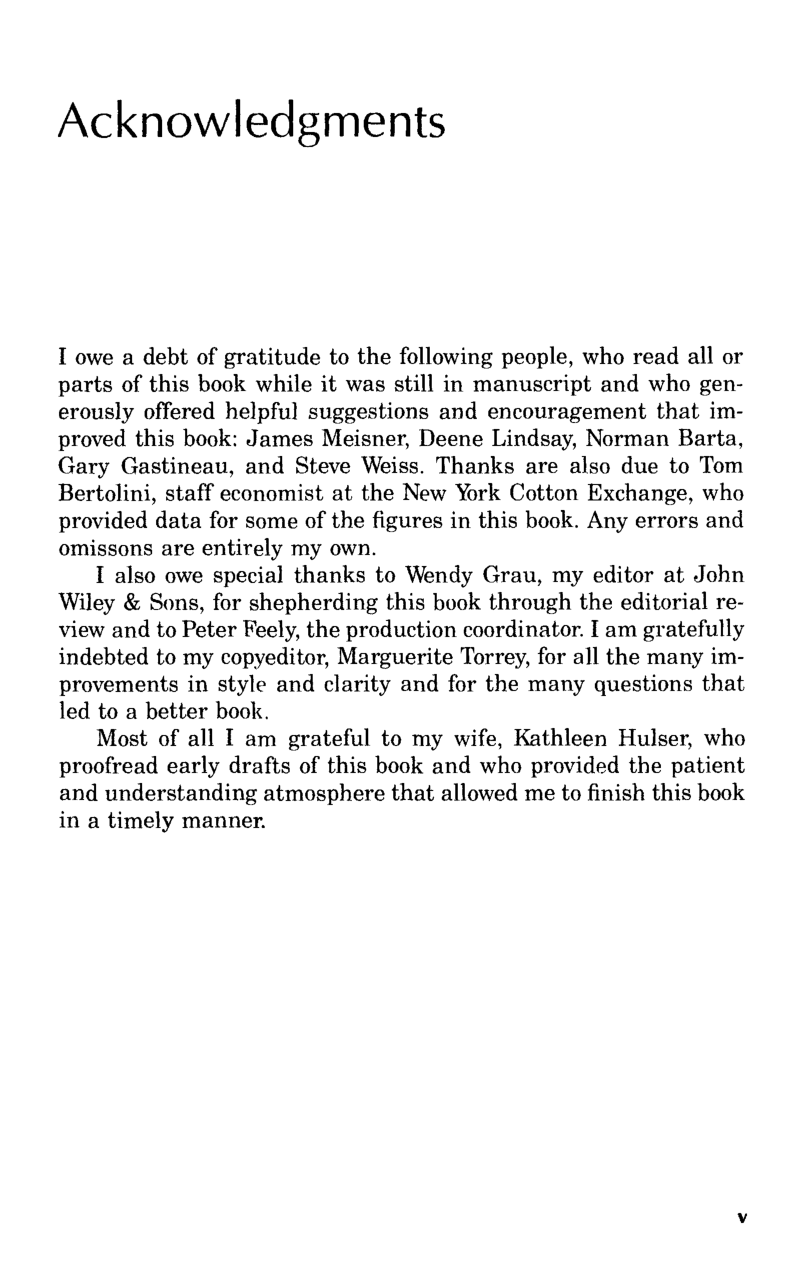 Acknowledgments
I owe a debt of gratitude to the following people, who read all or
parts of this book while it was still in manuscript and who gen-
erously offered helpful suggestions and encouragement that im-
proved this book: James Meisner, Deene Lindsay, Norman Barta,
Gary Gastineau, and Steve Weiss. Thanks are also due to Tom
Bertolini, staff economist at the New York Cotton Exchange, who
provided data for some of the figures in this book. Any errors and
omissons are entirely my own.
I also owe special thanks to Wendy Grau, my editor at John
Wiley & Sons, for shepherding this book through the editorial re-
view and to Peter Feely, the production coordinator. I am gratefully
indebted to my copyeditor, Marguerite Torrey, for all the many im-
provements in style and clarity and for the many questions that
led to a better book.
Most of all I am grateful to my wife, Kathleen Hulser, who
proofread early drafts of this book and who provided the patient
and understanding atmosphere that allowed me to finish this book
in a timely manner.
v